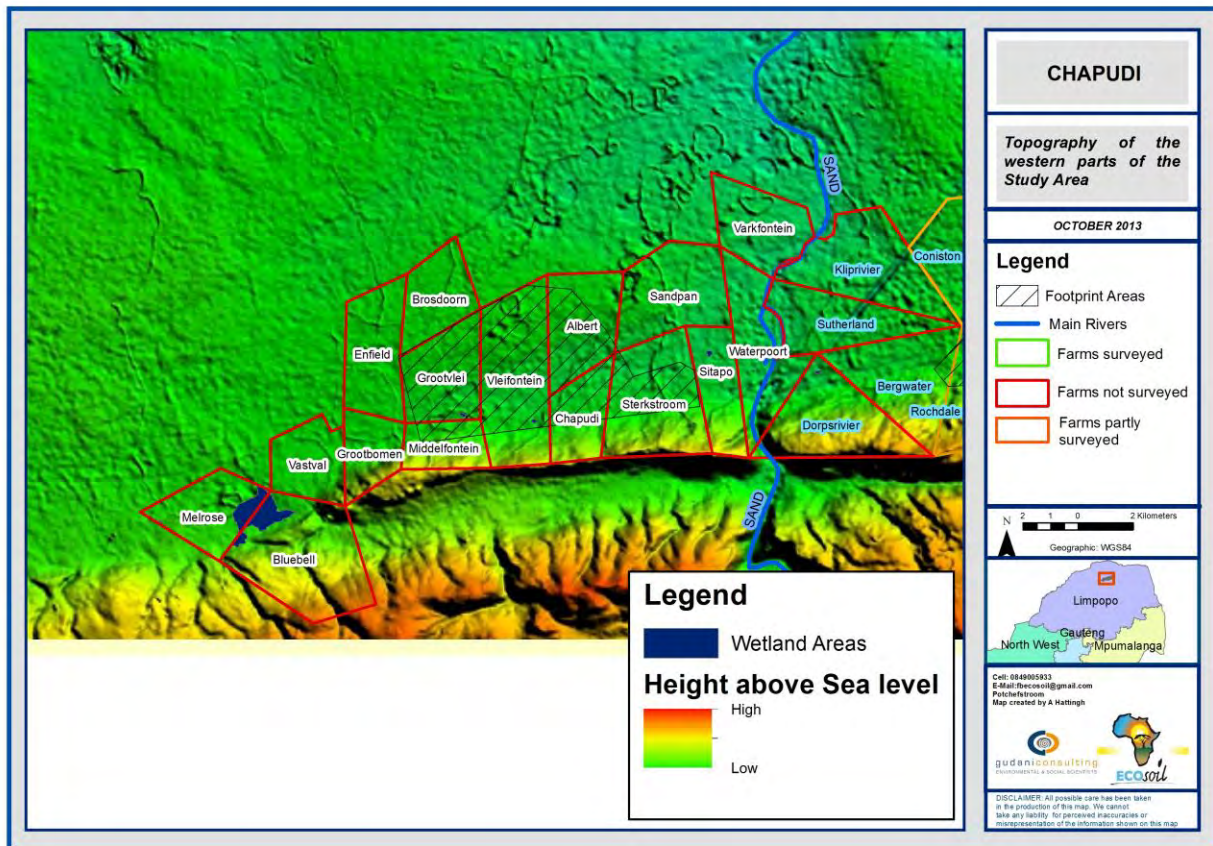 SAND
Varkfontein
Coniston
Kliprivier
Brosdoorn
Sandpan
Albert
Sutherland
Enfield
Waterpoort
Grootvlei
Vleifontein
Sitapo
Bergwater
Sterkstroom
Rochdale
Chapudi
Dorpsrivier
Middelfontein
Grootbomen
Vastval
Melrose
SAND
Bluebell
Legend
Wetland Areas
Height above Sea level
High
Low
CHAPUDI
Topography of the
western parts of the
Study Area
OCTOBER 2013
Legend
Footprint Areas
Main Rivers
Farms surveyed
Farms not surveyed
Farms partly
surveyed
N
2 1 0 2 Kilometers
Geographic: WGS84
Limpopo
Gauteng
North West
Mpumalanga
Cell: 0849005933
E-Mail:fbecosoil@gmail.com
Potchefstroom
Map created by A Hattingh
gudaniconsulting
ENVIRONMENTAL & SOCIAL SCIENTISTS
ECOsoil
DISCLAIMER: All possible care has been taken
in the production of this map. We cannot
take any liability for perceived inaccuracies or
misrepresentation of the information shown on this map